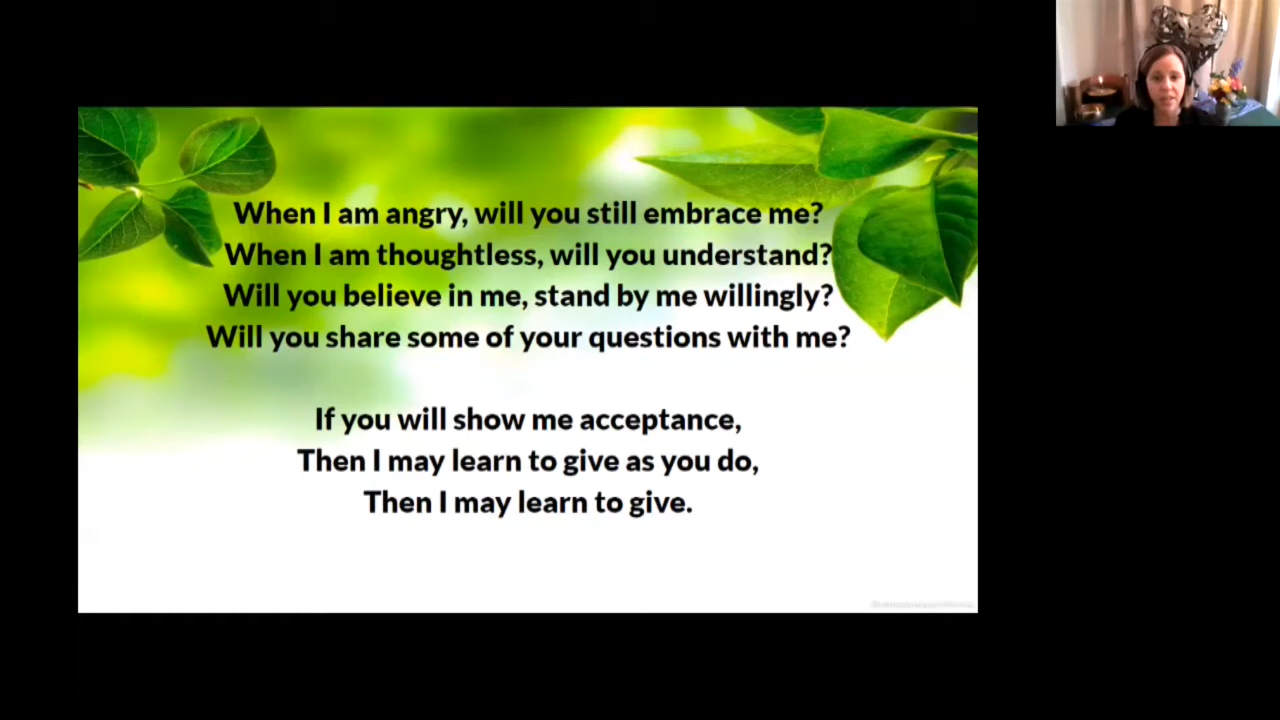 When I am angry, will you still embrace me?
When I am thoughtless, will you understand?
Will you believe in me, stand by me willingly?
Will you share some of your questions with me?
If you will show me acceptance,
Then I may learn to give as you do,
Then I may learn to give.